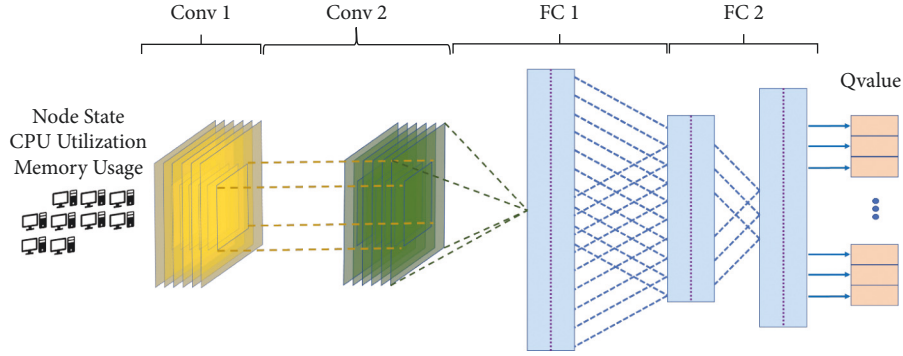 Conv 1
Conv 2
FC 1
FC 2
Qvalue
Node State
CPU Utilization
Memory Usage